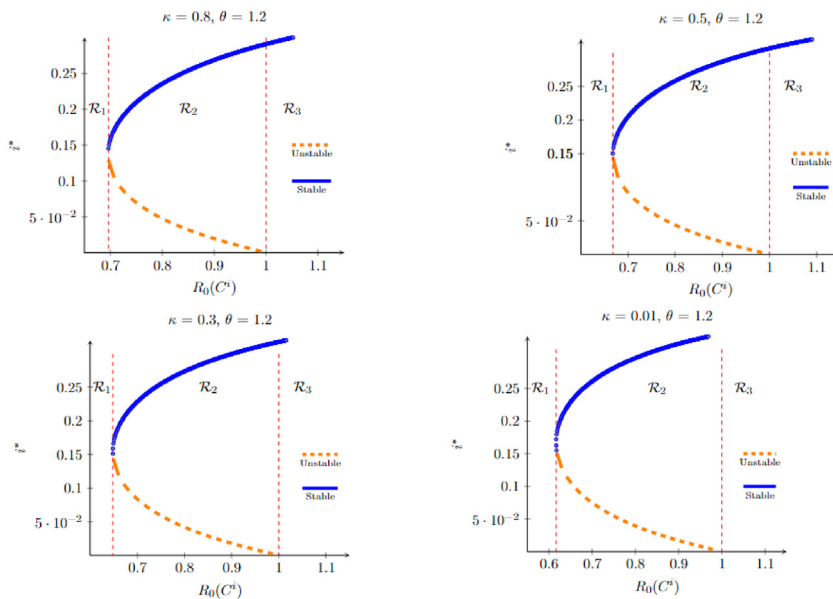 κ = 0.8, θ = 1.2
0.25
0.2
0.15
0.1
5 · 10⁻²
i*
R₁
R₂
R₃
Unstable
Stable
0.7 0.8 0.9 1 1.1
R₀(Cⁱ)
κ = 0.5, θ = 1.2
0.25
0.2
0.15
0.1
5 · 10⁻²
i*
R₁
R₂
R₃
Unstable
Stable
0.7 0.8 0.9 1 1.1
R₀(Cⁱ)
κ = 0.3, θ = 1.2
0.25
0.2
0.15
0.1
5 · 10⁻²
i*
R₁
R₂
R₃
Unstable
Stable
0.7 0.8 0.9 1 1.1
R₀(Cⁱ)
κ = 0.01, θ = 1.2
0.25
0.2
0.15
0.1
5 · 10⁻²
i*
R₁
R₂
R₃
Unstable
Stable
0.6 0.7 0.8 0.9 1 1.1
R₀(Cⁱ)